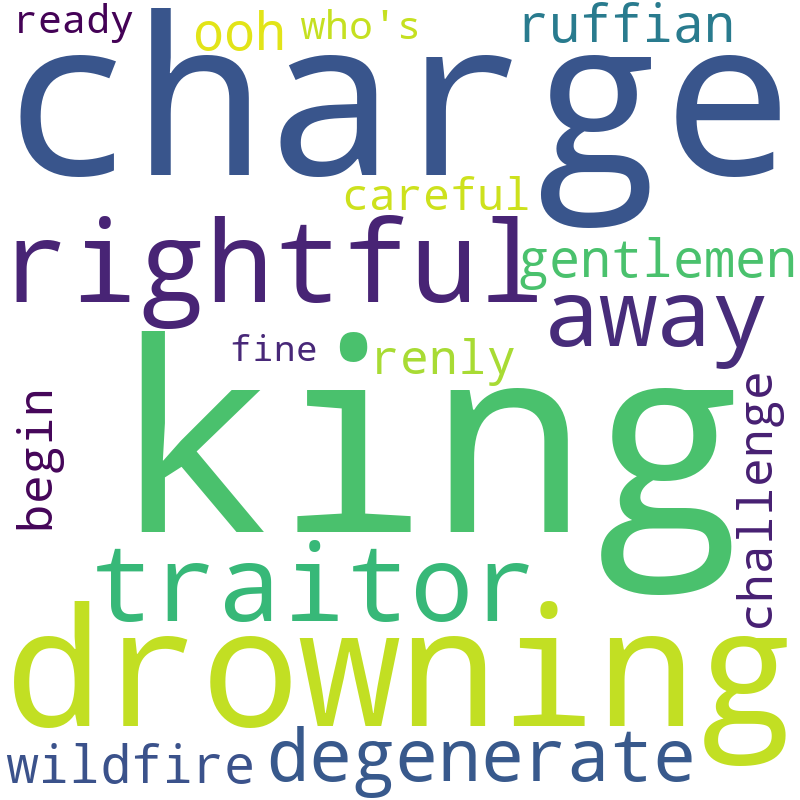 ready
ooh
who's
ruffian
charge
careful
rightful
gentlemen
away
fine
renly
king
begin
challenge
traitor
drowning
wildfire
degenerate